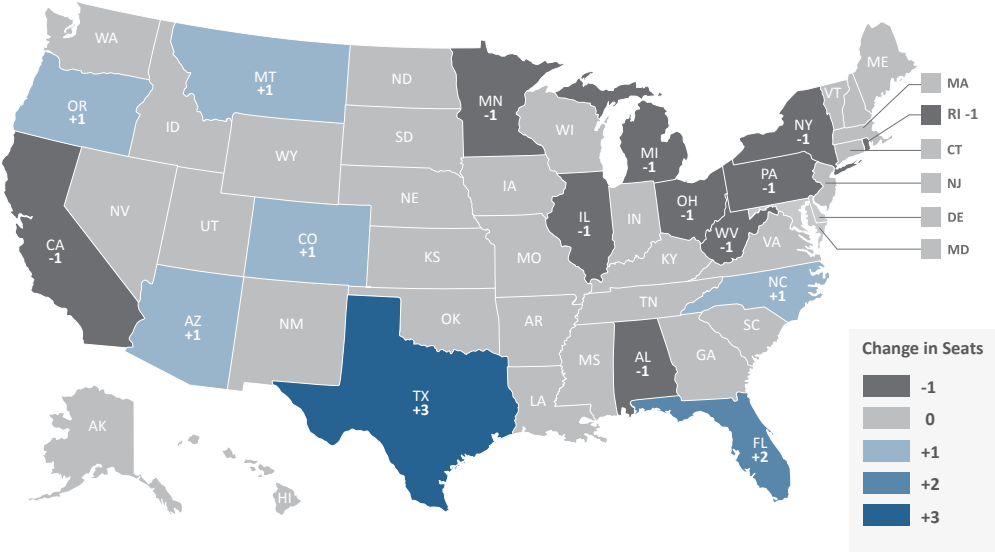 WA
ME
MT
+1
ND
MA
VT
OR
+1
MN
-1
RI -1
ID
WI
NY
-1
SD
MI
-1
CT
WY
PA
-1
NJ
IA
NE
OH
-1
NV
IL
-1
IN
DE
UT
CO
+1
WV
-1
VA
MD
CA
-1
KS
MO
KY
NC
+1
TN
AZ
+1
NM
OK
AR
SC
MS
AL
-1
GA
TX
+3
LA
FL
+2
AK
HI
Change in Seats
-1
0
+1
+2
+3